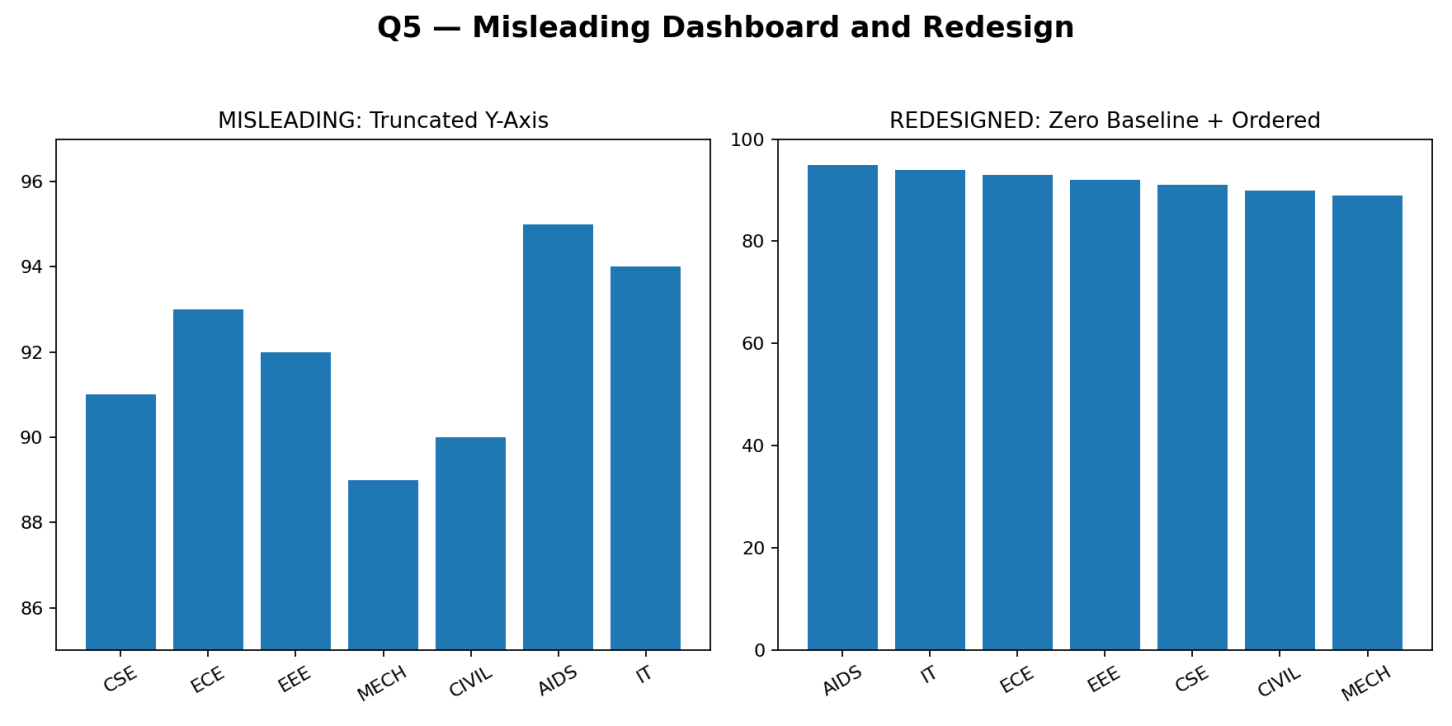 Q5 — Misleading Dashboard and Redesign
MISLEADING: Truncated Y-Axis
96
94
92
90
88
86
CSE
ECE
EEE
MECH
CIVIL
AIDS
IT
REDESIGNED: Zero Baseline + Ordered
100
80
60
40
20
0
AIDS
IT
ECE
EEE
CSE
CIVIL
MECH